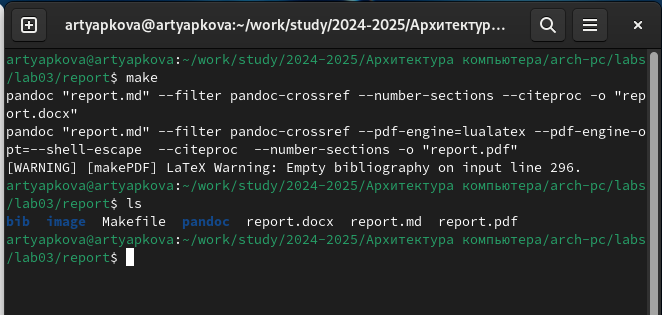 artyapkova@artyapkova:~/work/study/2024-2025/Архитектур...
artyapkova@artyapkova:~/work/study/2024-2025/Архитектура компьютера/arch-pc/labs
/lab03/report$ make
pandoc "report.md" --filter pandoc-crossref --number-sections --citeproc -o "rep
ort.docx"
pandoc "report.md" --filter pandoc-crossref --pdf-engine=lualatex --pdf-engine-o
pt=--shell-escape  --citeproc  --number-sections -o "report.pdf"
[WARNING] [makePDF] LaTeX Warning: Empty bibliography on input line 296.
artyapkova@artyapkova:~/work/study/2024-2025/Архитектура компьютера/arch-pc/labs
/lab03/report$ ls
bib  image  Makefile  pandoc  report.docx  report.md  report.pdf
artyapkova@artyapkova:~/work/study/2024-2025/Архитектура компьютера/arch-pc/labs
/lab03/report$